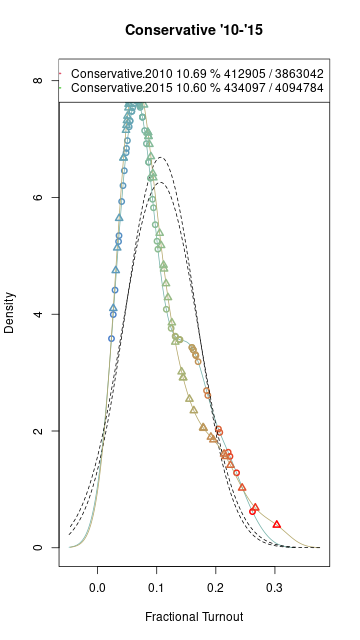 Conservative '10-'15
Conservative.2010 10.69 % 412905 / 3863042
Conservative.2015 10.60 % 434097 / 4094784
8
6
4
2
0
Density
0.0 0.1 0.2 0.3
Fractional Turnout